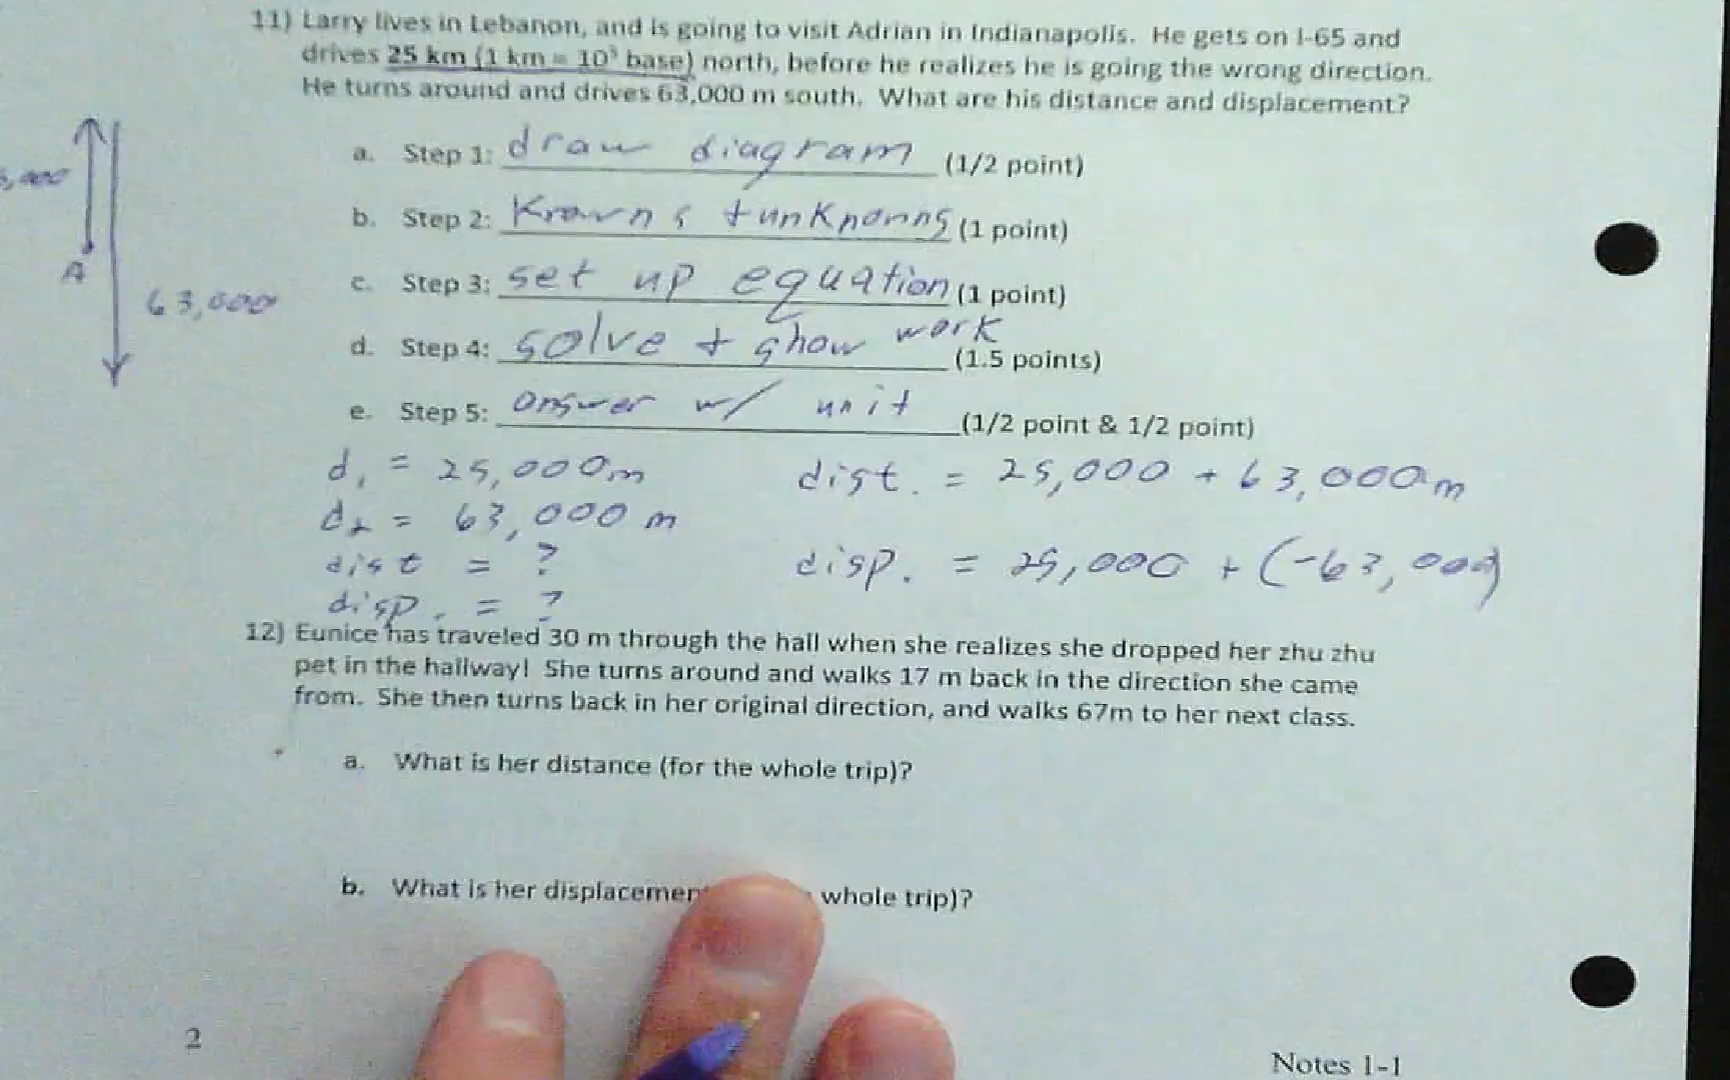 11) Larry lives in Lebanon, and is going to visit Adrian in Indianapolis. He gets on I-65 and
drives 25 km (1 km = 10³ base) north, before he realizes he is going the wrong direction.
He turns around and drives 63,000 m south. What are his distance and displacement?
a. Step 1: draw diagram (1/2 point)
b. Step 2: Knowns + unknowns (1 point)
c. Step 3: set up equation (1 point)
d. Step 4: solve + show work (1.5 points)
e. Step 5: answer w/ unit (1/2 point & 1/2 point)
A
63,000
d₁ = 25,000m
d₂ = 63,000 m
dist = ?
disp. = ?
dist. = 25,000 + 63,000m
disp. = 25,000 + (-63,000)
12) Eunice has traveled 30 m through the hall when she realizes she dropped her zhu zhu
pet in the hallway! She turns around and walks 17 m back in the direction she came
from. She then turns back in her original direction, and walks 67m to her next class.
a. What is her distance (for the whole trip)?
b. What is her whole trip)?
2
Notes 1-1